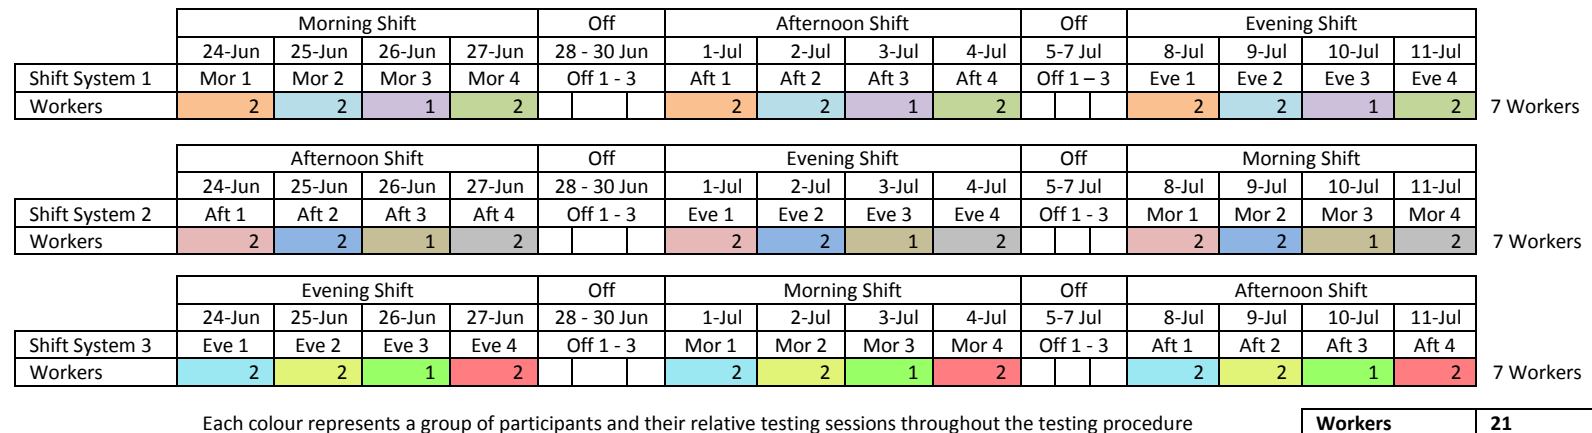 Morning Shift Off Afternoon Shift Off Evening Shift
24-Jun 25-Jun 26-Jun 27-Jun 28 - 30 Jun 1-Jul 2-Jul 3-Jul 4-Jul 5-7 Jul 8-Jul 9-Jul 10-Jul 11-Jul
Shift System 1 Mor 1 Mor 2 Mor 3 Mor 4 Off 1 - 3 Aft 1 Aft 2 Aft 3 Aft 4 Off 1 – 3 Eve 1 Eve 2 Eve 3 Eve 4
Workers 2 2 1 2 2 2 1 2 2 2 1 2 7 Workers
Afternoon Shift Off Evening Shift Off Morning Shift
24-Jun 25-Jun 26-Jun 27-Jun 28 - 30 Jun 1-Jul 2-Jul 3-Jul 4-Jul 5-7 Jul 8-Jul 9-Jul 10-Jul 11-Jul
Shift System 2 Aft 1 Aft 2 Aft 3 Aft 4 Off 1 - 3 Eve 1 Eve 2 Eve 3 Eve 4 Off 1 - 3 Mor 1 Mor 2 Mor 3 Mor 4
Workers 2 2 1 2 2 2 1 2 2 2 1 2 7 Workers
Evening Shift Off Morning Shift Off Afternoon Shift
24-Jun 25-Jun 26-Jun 27-Jun 28 - 30 Jun 1-Jul 2-Jul 3-Jul 4-Jul 5-7 Jul 8-Jul 9-Jul 10-Jul 11-Jul
Shift System 3 Eve 1 Eve 2 Eve 3 Eve 4 Off 1 - 3 Mor 1 Mor 2 Mor 3 Mor 4 Off 1 - 3 Aft 1 Aft 2 Aft 3 Aft 4
Workers 2 2 1 2 2 2 1 2 2 2 1 2 7 Workers
Each colour represents a group of participants and their relative testing sessions throughout the testing procedure Workers 21